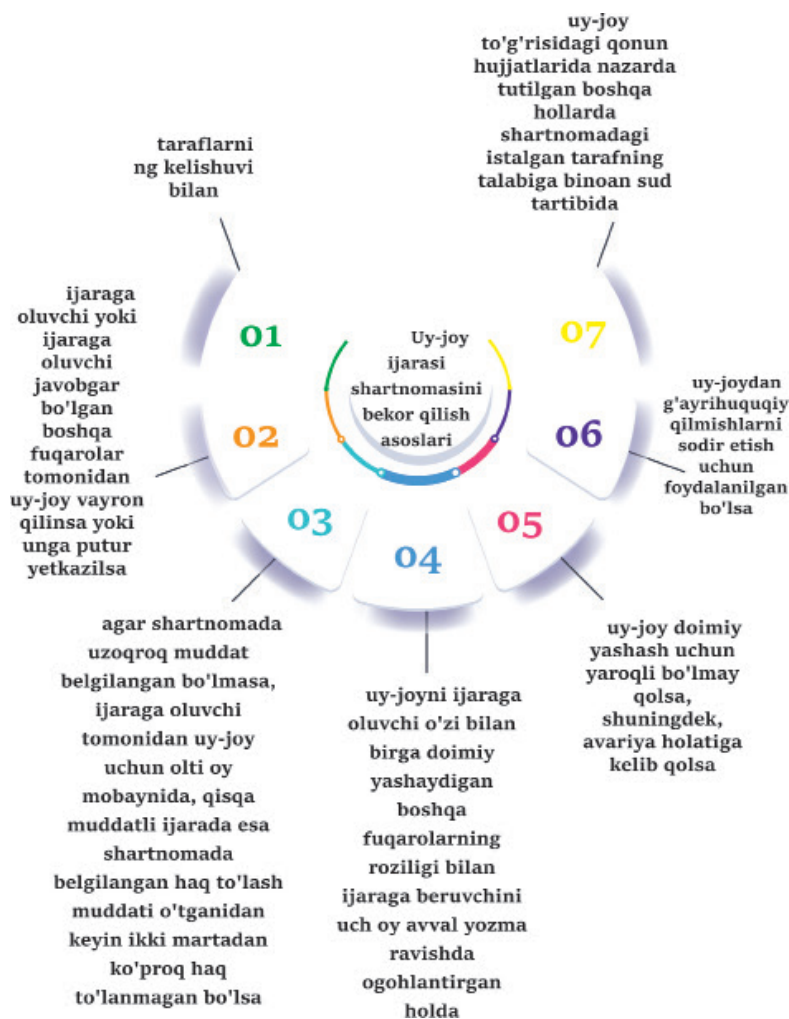 Uy-joy
ijarasi
shartnomasini
bekor qilish
asoslari
01
taraflarni
ng kelishuvi
bilan
02
ijaraga
oluvchi yoki
ijaraga
oluvchi
javobgar
bo'lgan
boshqa
fuqarolar
tomonidan
uy-joy vayron
qilinsa yoki
unga putur
yetkazilsa
03
agar shartnomada
uzoqroq muddat
belgilangan bo'lmasa,
ijaraga oluvchi
tomonidan uy-joy
uchun olti oy
mobaynida, qisqa
muddatli ijarada esa
shartnomada
belgilangan haq to'lash
muddati o'tganidan
keyin ikki martadan
ko'proq haq
to'lanmagan bo'lsa
04
uy-joyni ijaraga
oluvchi o'zi bilan
birga doimiy
yashaydigan
boshqa
fuqarolarning
roziligi bilan
ijaraga beruvchini
uch oy avval yozma
ravishda
ogohlantirgan
holda
05
uy-joy doimiy
yashash uchun
yaroqli bo'lmay
qolsa,
shuningdek,
avariya holatiga
kelib qolsa
06
uy-joydan
g'ayrihuquqiy
qilmishlarni
sodir etish
uchun
foydalanilgan
bo'lsa
07
uy-joy
to'g'risidagi qonun
hujjatlarida nazarda
tutilgan boshqa
hollarda
shartnomadagi
istalgan tarafning
talabiga binoan sud
tartibida